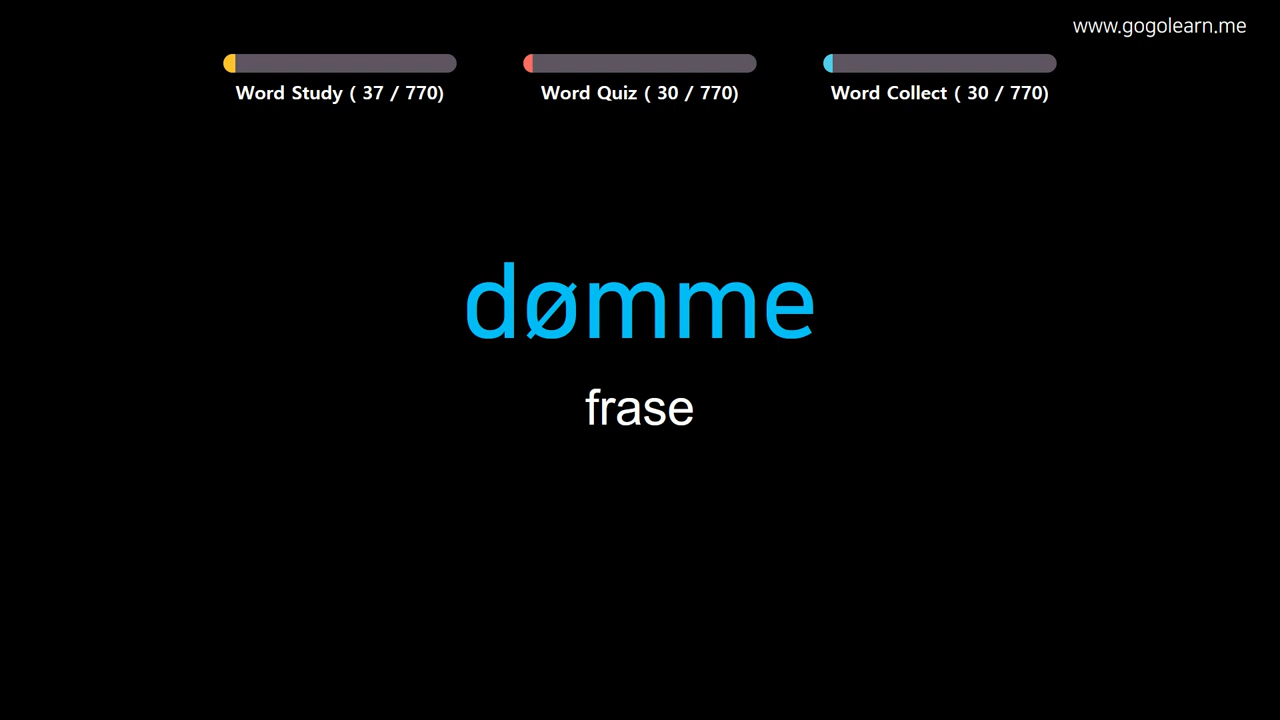 www.gogolearn.me
Word Study ( 37 / 770)
Word Quiz ( 30 / 770)
Word Collect ( 30 / 770)
dømme
frase